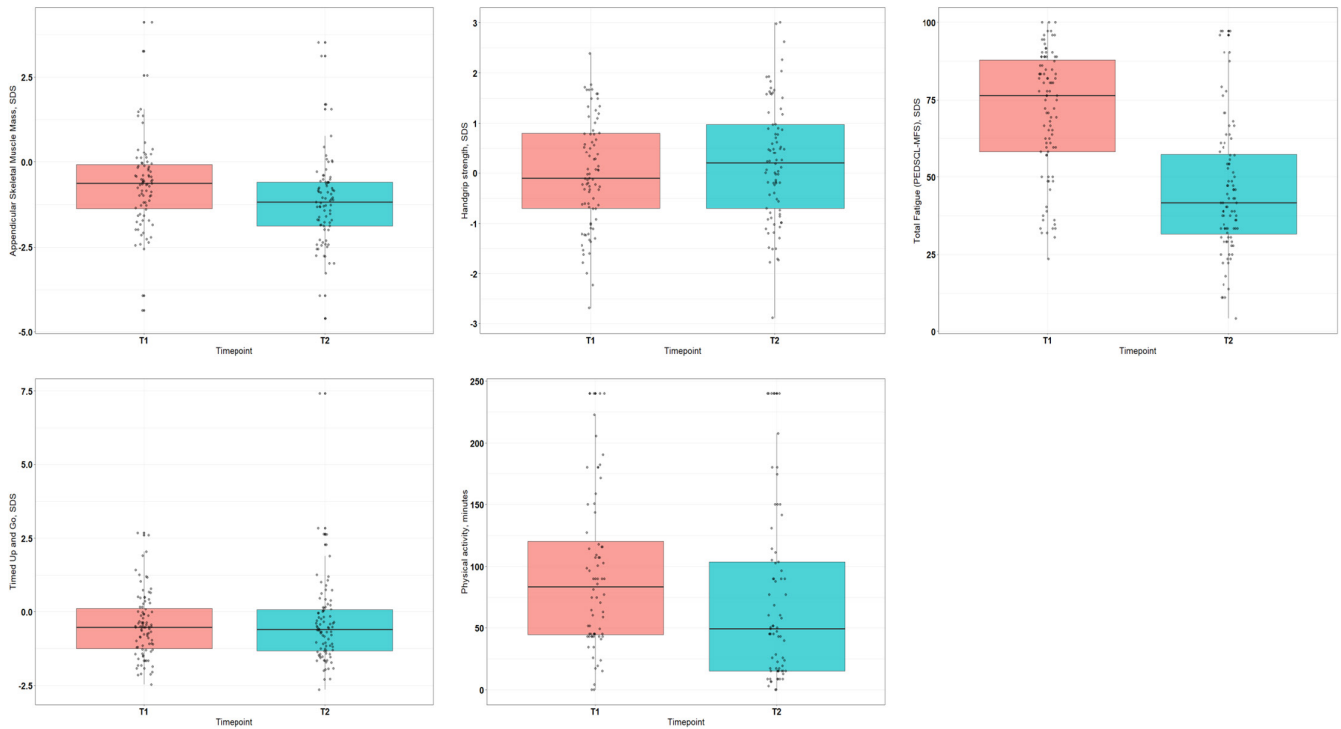 Appendicular Skeletal Muscle Mass, SDS
2.5
0.0
-2.5
-5.0
T1
T2
Timepoint
Handgrip strength, SDS
3
2
1
0
-1
-2
-3
T1
T2
Timepoint
Total Fatigue (PEDSQL-MFS), SDS
100
75
50
25
0
T1
T2
Timepoint
Timed Up and Go, SDS
7.5
5.0
2.5
0.0
-2.5
T1
T2
Timepoint
Physical activity, minutes
250
200
150
100
50
0
T1
T2
Timepoint